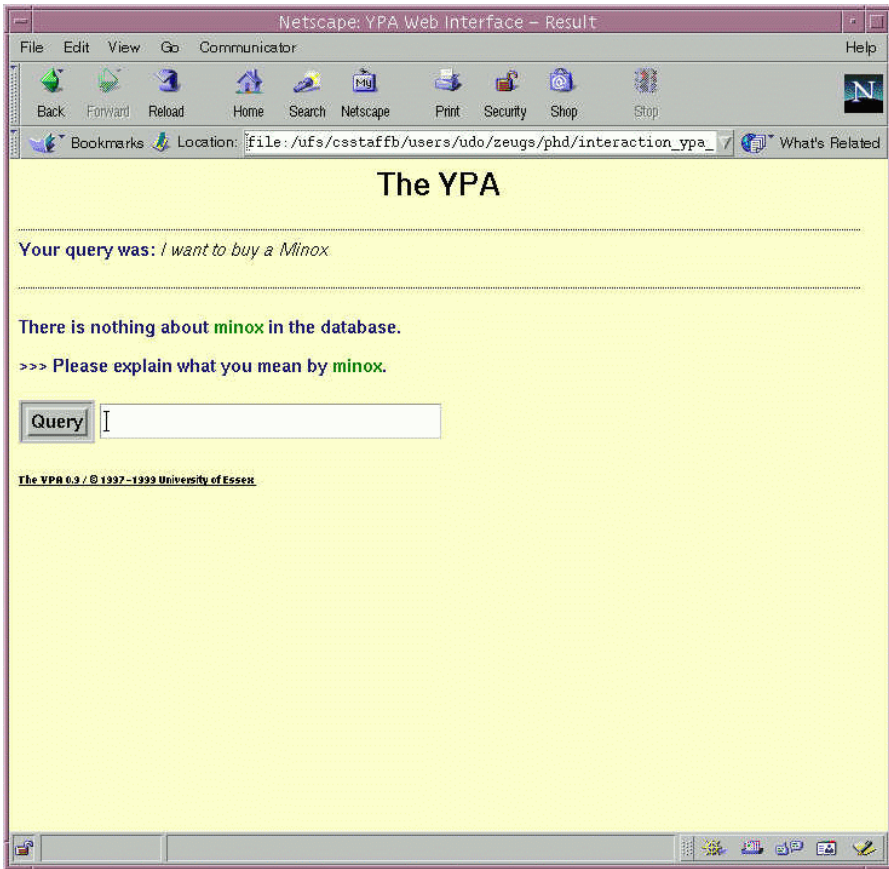 Netscape: YPA Web Interface – Result
File Edit View Go Communicator Help
My
Back Forward Reload Home Search Netscape Print Security Shop Stop
N
Bookmarks Location: file:/ufs/csstaffb/users/udo/zeugs/phd/interaction_ypa_ What's Related
The YPA
Your query was: I want to buy a Minox
There is nothing about minox in the database.
>>> Please explain what you mean by minox.
Query
The YPA 0.9 / © 1997–1999 University of Essex